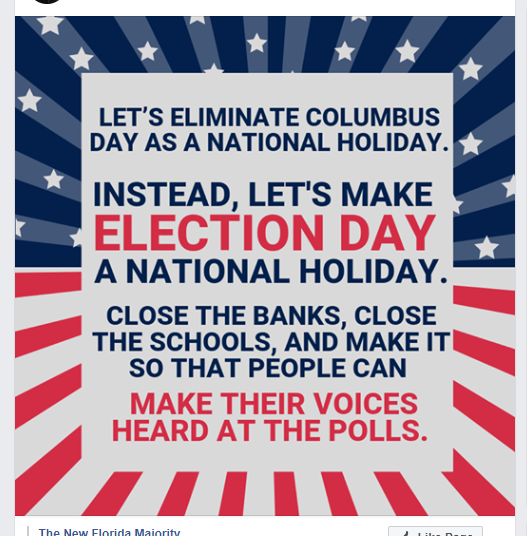 LET'S ELIMINATE COLUMBUS
DAY AS A NATIONAL HOLIDAY.
INSTEAD, LET'S MAKE
ELECTION DAY
A NATIONAL HOLIDAY.
CLOSE THE BANKS, CLOSE
THE SCHOOLS, AND MAKE IT
SO THAT PEOPLE CAN
MAKE THEIR VOICES
HEARD AT THE POLLS.
The New Florida Majority
Like Page